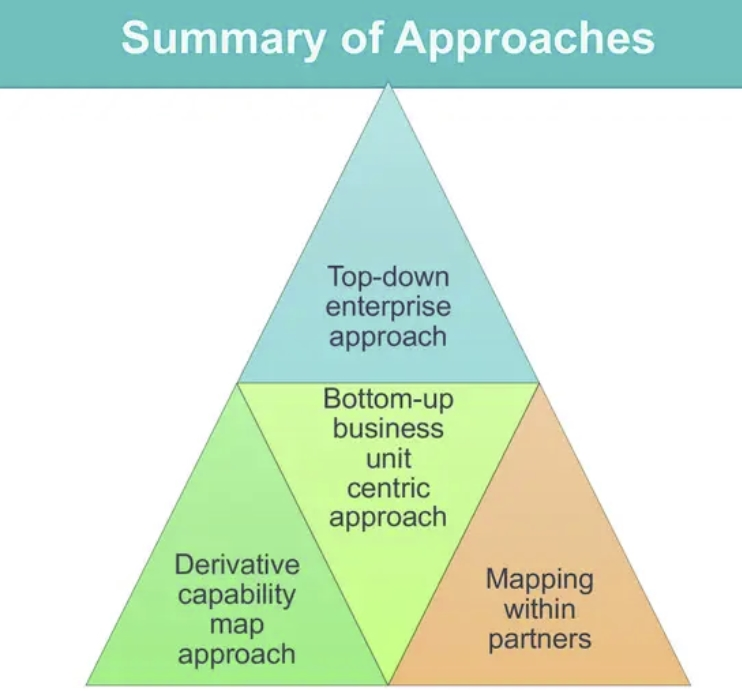 Summary of Approaches
Top-down
enterprise
approach
Bottom-up
business
unit
centric
approach
Derivative
capability
map
approach
Mapping
within
partners